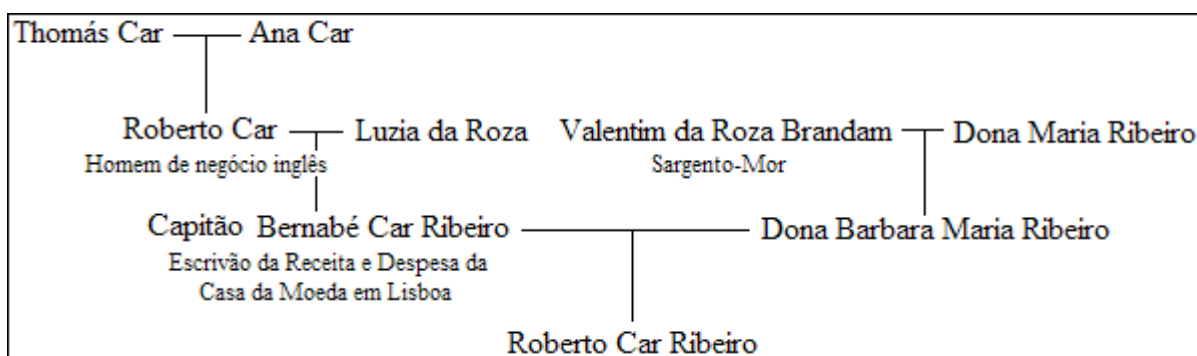 Thomás Car Ana Car
Roberto Car Luzia da Roza Valentim da Roza Brandam Dona Maria Ribeiro
Homem de negócio inglês Sargento-Mor
Capitão Bernabé Car Ribeiro Dona Barbara Maria Ribeiro
Escrivão da Receita e Despesa da
Casa da Moeda em Lisboa
Roberto Car Ribeiro